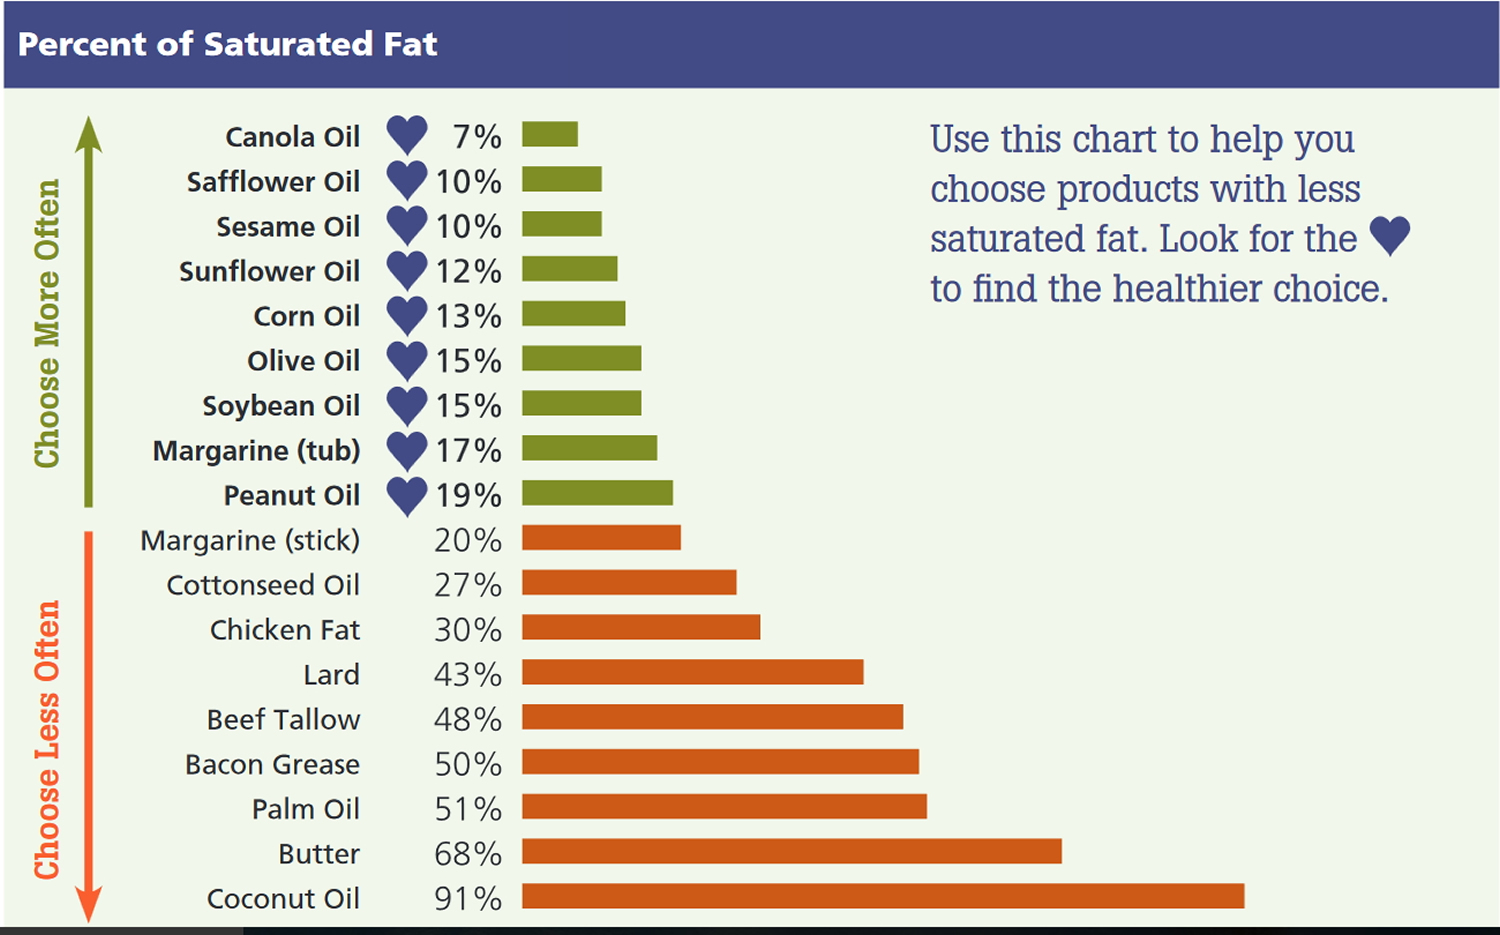 Percent of Saturated Fat
Choose More Often
Canola Oil 7%
Safflower Oil 10%
Sesame Oil 10%
Sunflower Oil 12%
Corn Oil 13%
Olive Oil 15%
Soybean Oil 15%
Margarine (tub) 17%
Peanut Oil 19%
Choose Less Often
Margarine (stick) 20%
Cottonseed Oil 27%
Chicken Fat 30%
Lard 43%
Beef Tallow 48%
Bacon Grease 50%
Palm Oil 51%
Butter 68%
Coconut Oil 91%
Use this chart to help you
choose products with less
saturated fat. Look for the
to find the healthier choice.